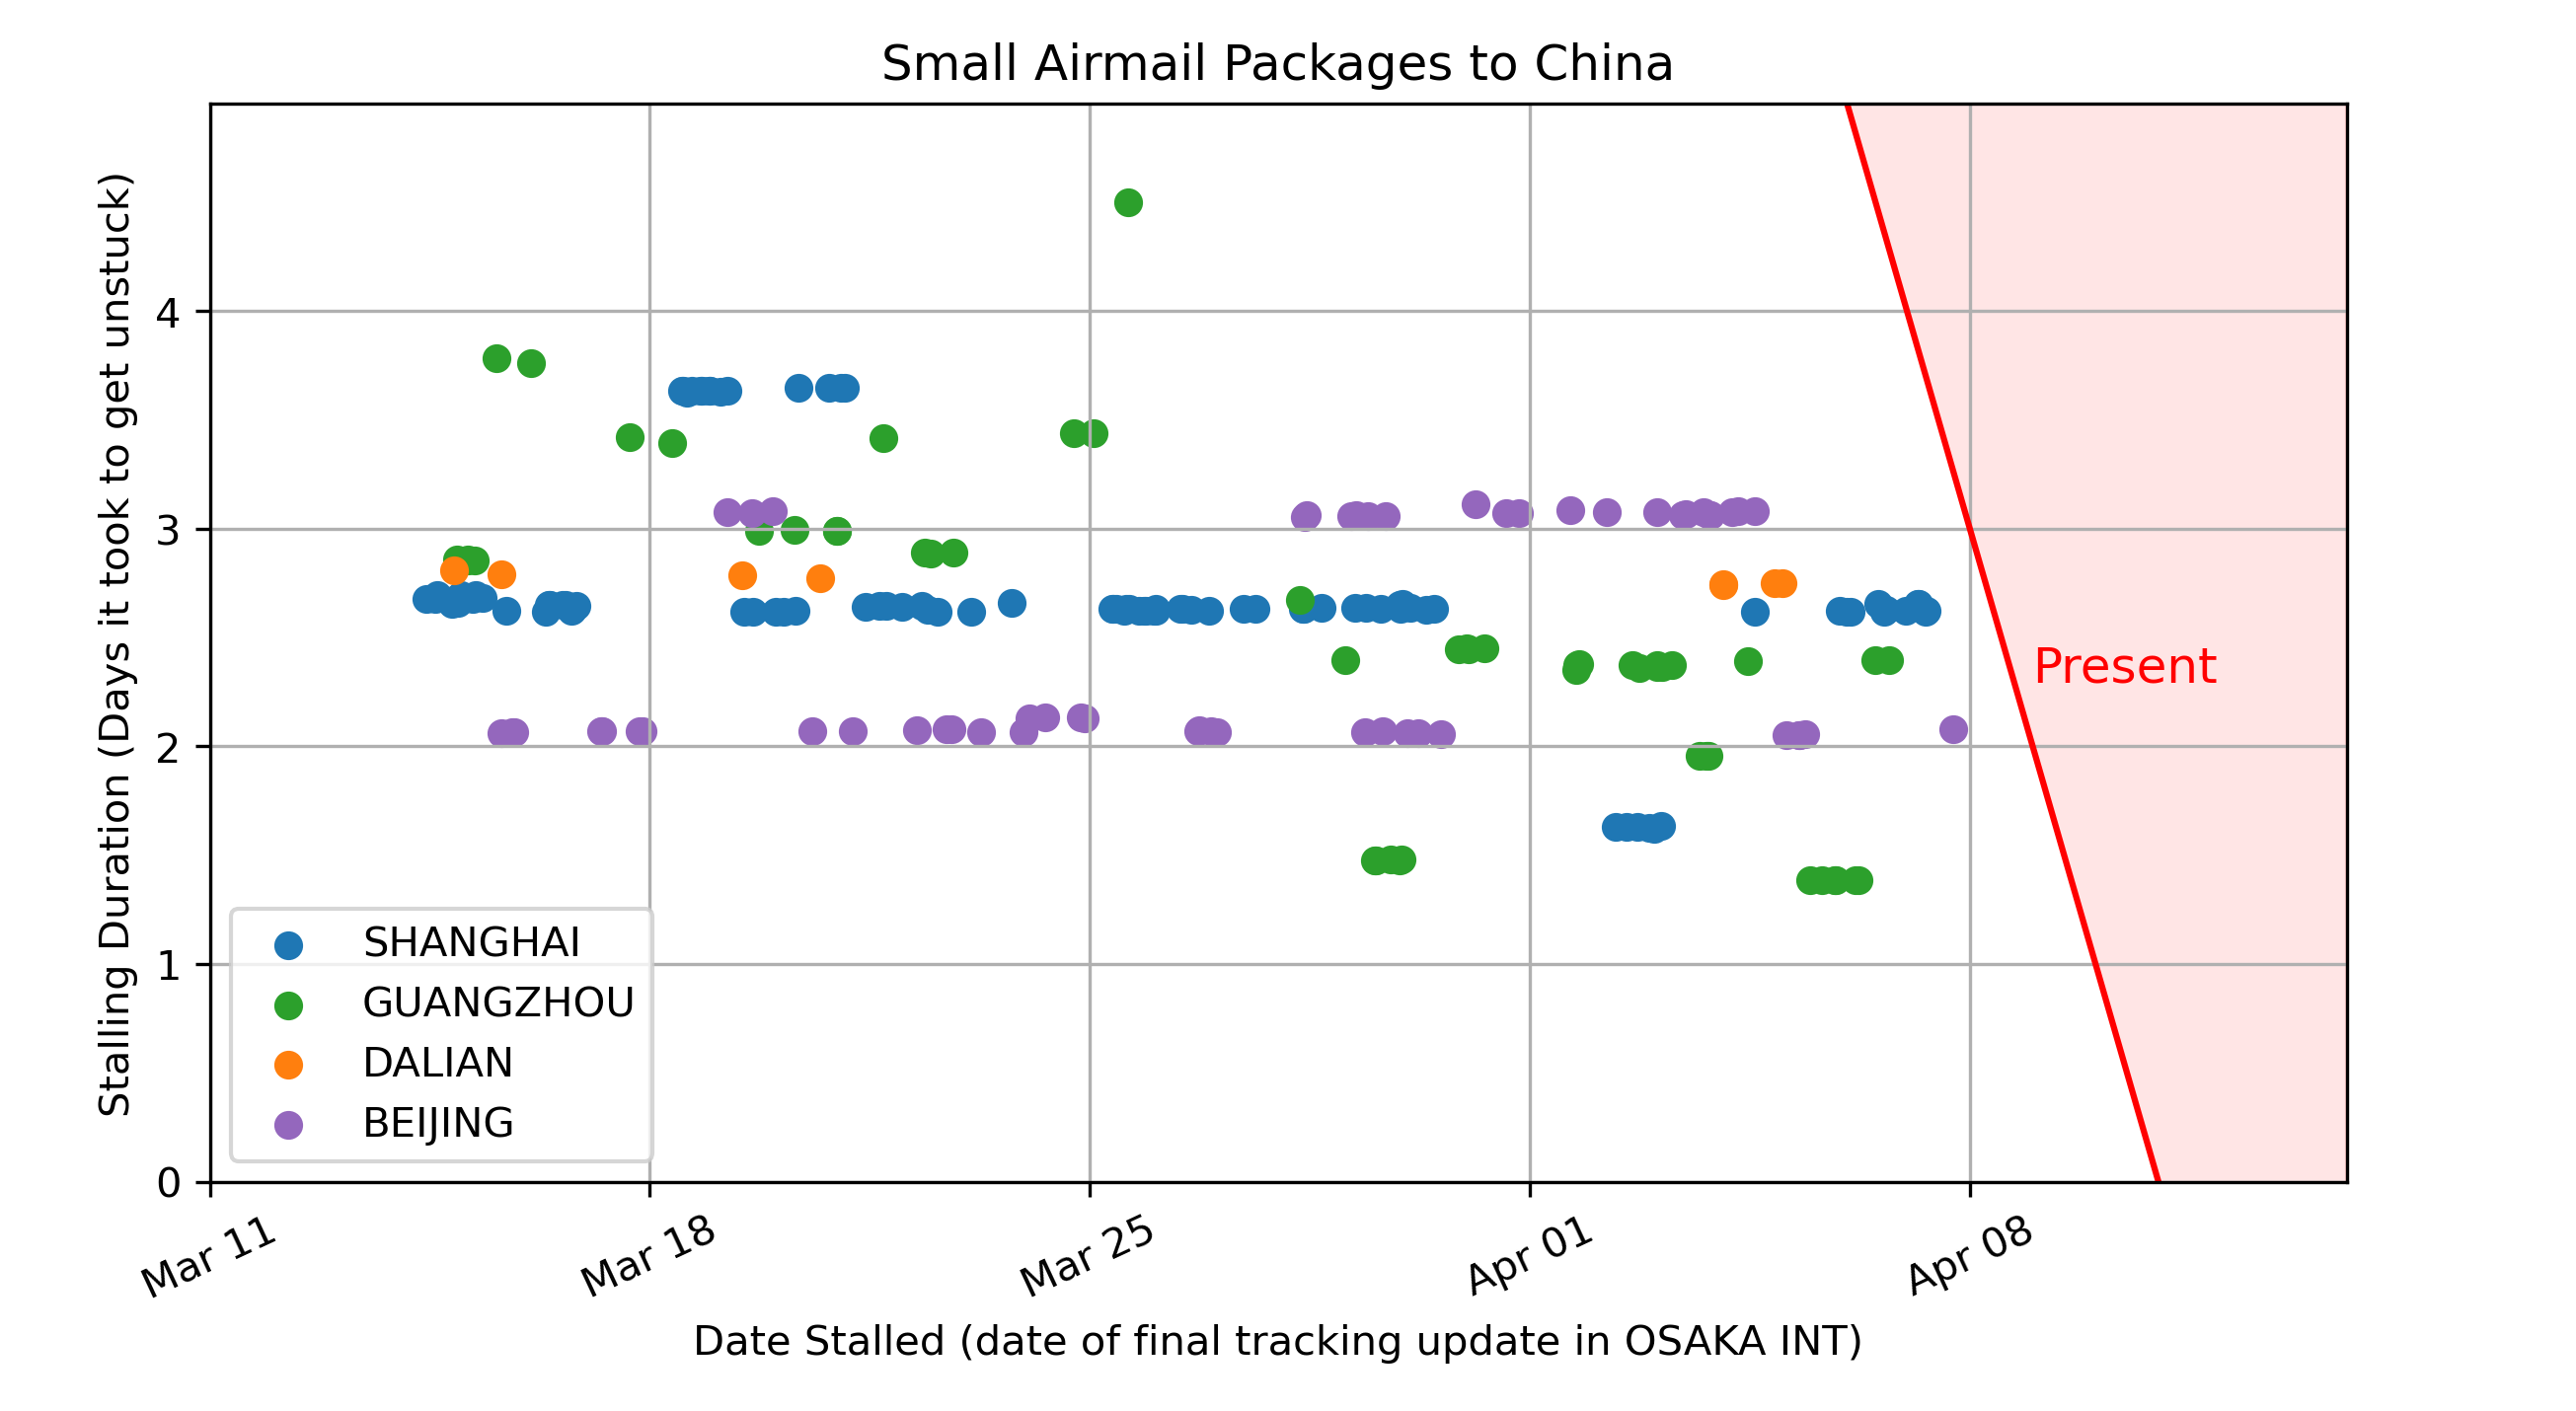 Small Airmail Packages to China
Stalling Duration (Days it took to get unstuck)
4
3
2
1
0
Present
SHANGHAI
GUANGZHOU
DALIAN
BEIJING
Mar 11
Mar 18
Mar 25
Apr 01
Apr 08
Date Stalled (date of final tracking update in OSAKA INT)